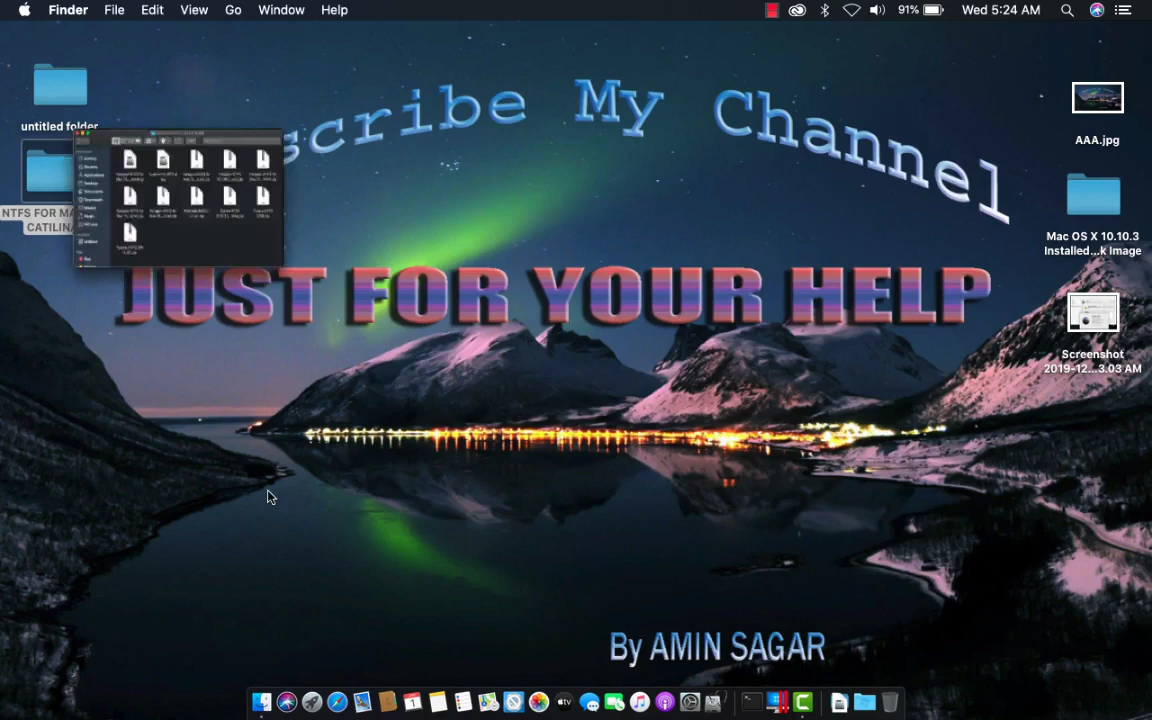 Finder File Edit View Go Window Help 91% Wed 5:24 AM
untitled folder
scribe My Channel
AAA.jpg
NTFS FOR MA
CATILINA
Mac OS X 10.10.3
Installed...k Image
JUST FOR YOUR HELP
Screenshot
2019-12...3.03 AM
By AMIN SAGAR